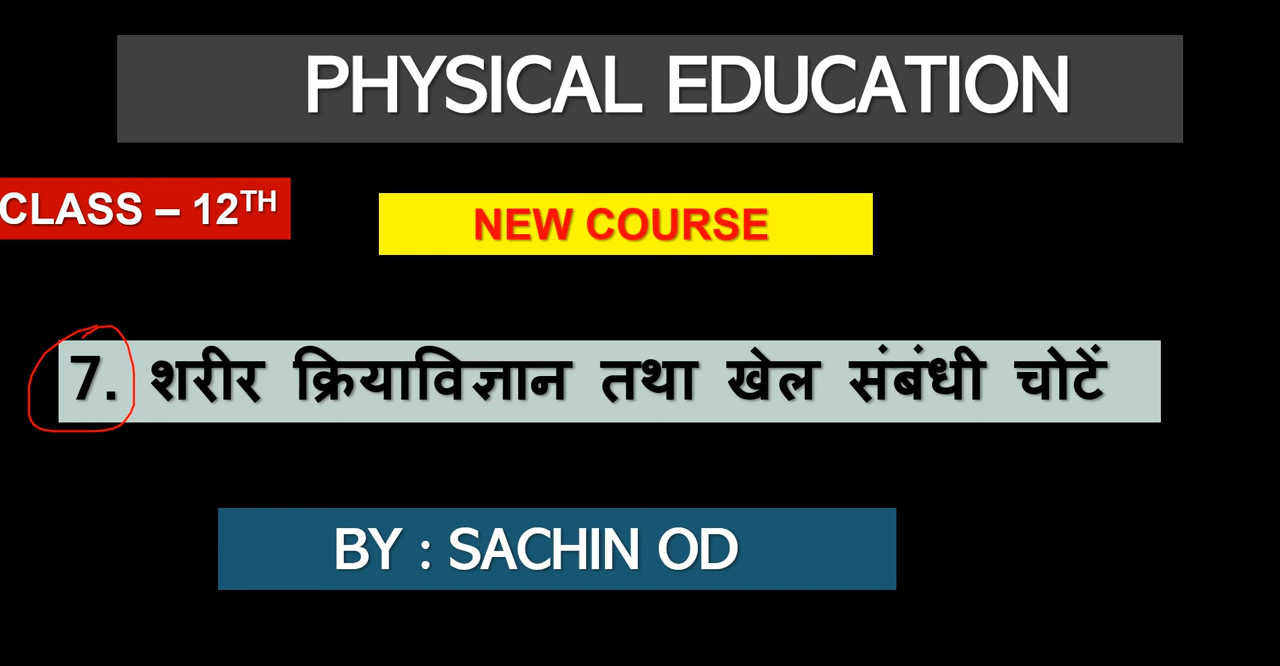 PHYSICAL EDUCATION
CLASS – 12TH
NEW COURSE
7. शरीर क्रियाविज्ञान तथा खेल संबंधी चोटें
BY : SACHIN OD